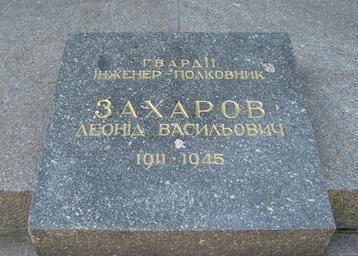 ГВАРДІЇ
ІНЖЕНЕР-ПОЛКОВНИК
ЗАХАРОВ
ЛЕОНІД ВАСИЛЬОВИЧ
1911·1945